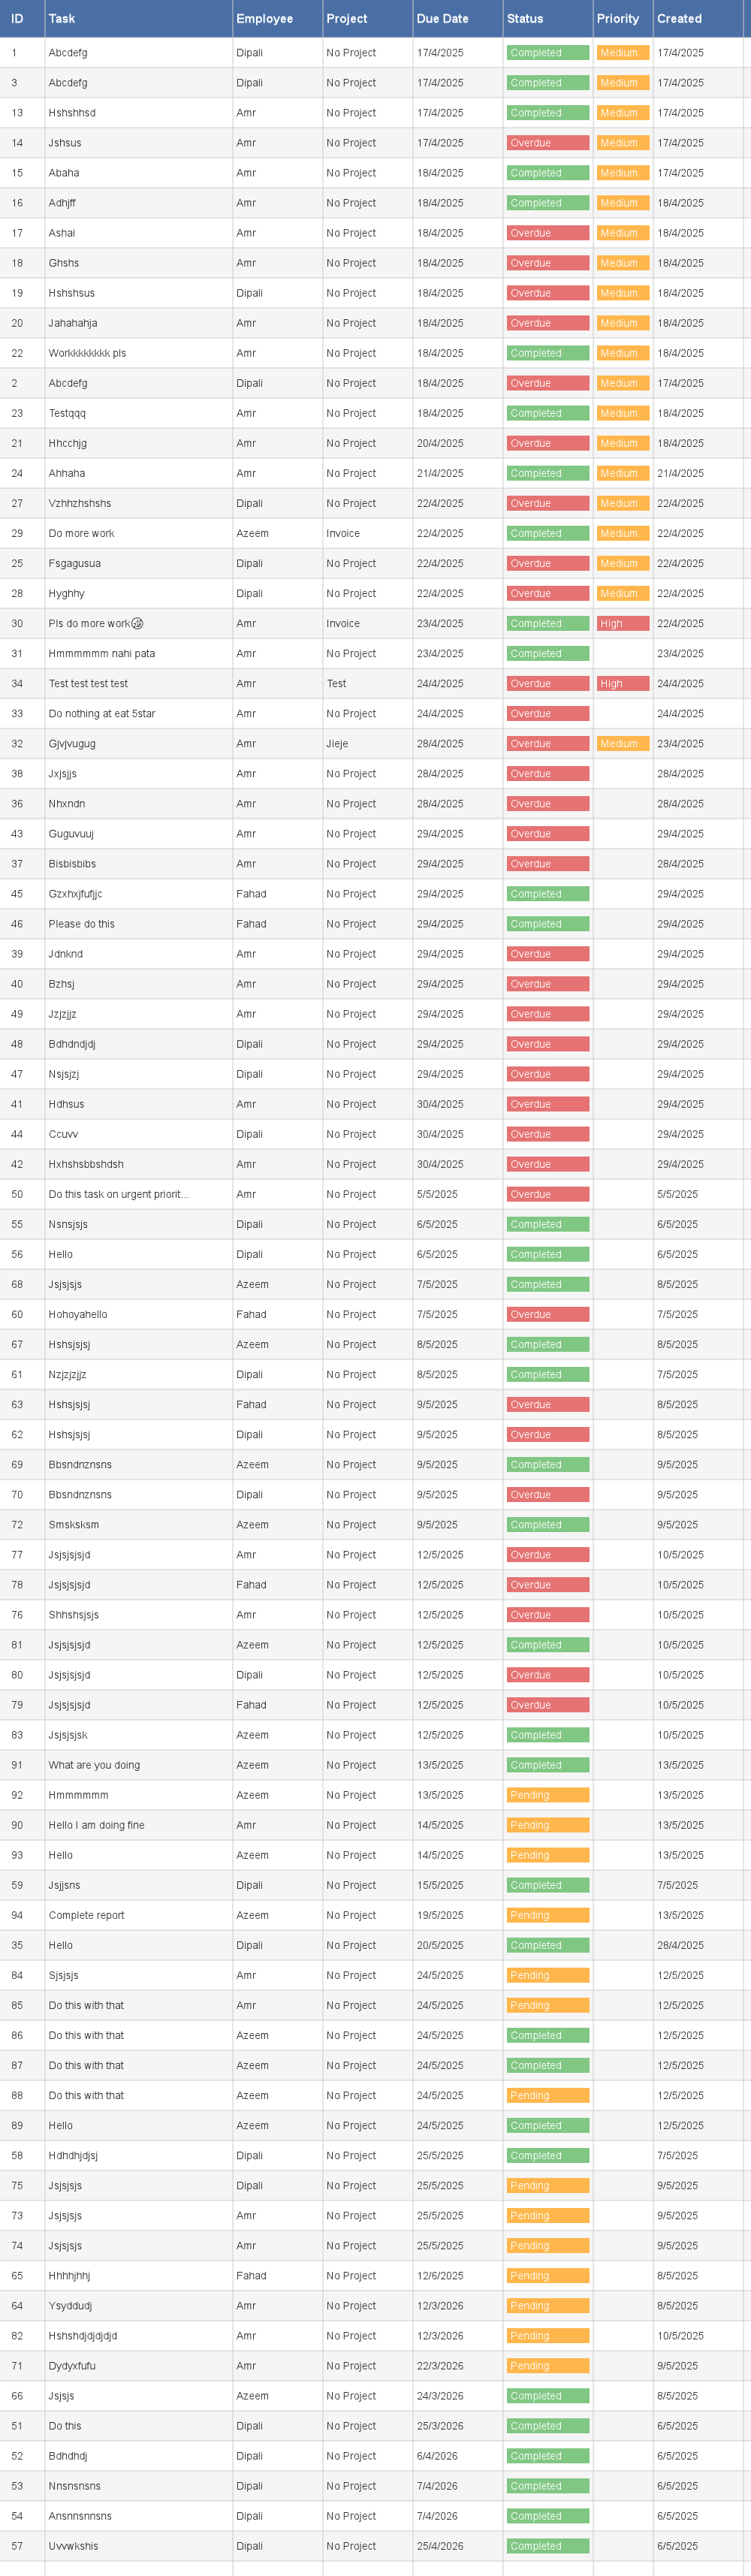 ID Task Employee Project Due Date Status Priority Created
1 Abcdefg Dipali No Project 17/4/2025 Completed Medium 17/4/2025
3 Abcdefg Dipali No Project 17/4/2025 Completed Medium 17/4/2025
13 Hshshhsd Amr No Project 17/4/2025 Completed Medium 17/4/2025
14 Jshsus Amr No Project 17/4/2025 Overdue Medium 17/4/2025
15 Abaha Amr No Project 18/4/2025 Completed Medium 17/4/2025
16 Adhjff Amr No Project 18/4/2025 Completed Medium 18/4/2025
17 Ashai Amr No Project 18/4/2025 Overdue Medium 18/4/2025
18 Ghshs Amr No Project 18/4/2025 Overdue Medium 18/4/2025
19 Hshshsus Dipali No Project 18/4/2025 Overdue Medium 18/4/2025
20 Jahahahja Amr No Project 18/4/2025 Overdue Medium 18/4/2025
22 Workkkkkkkk pls Amr No Project 18/4/2025 Completed Medium 18/4/2025
2 Abcdefg Dipali No Project 18/4/2025 Overdue Medium 17/4/2025
23 Testqqq Amr No Project 18/4/2025 Completed Medium 18/4/2025
21 Hhcchjg Amr No Project 20/4/2025 Overdue Medium 18/4/2025
24 Ahhaha Amr No Project 21/4/2025 Completed Medium 21/4/2025
27 Vzhhzhshshs Dipali No Project 22/4/2025 Overdue Medium 22/4/2025
29 Do more work Azeem Invoice 22/4/2025 Completed Medium 22/4/2025
25 Fsgagusua Dipali No Project 22/4/2025 Overdue Medium 22/4/2025
28 Hyghhy Dipali No Project 22/4/2025 Overdue Medium 22/4/2025
30 Pls do more work Amr Invoice 23/4/2025 Completed High 22/4/2025
31 Hmmmmmm nahi pata Amr No Project 23/4/2025 Completed 23/4/2025
34 Test test test test Amr Test 24/4/2025 Overdue High 24/4/2025
33 Do nothing at eat 5star Amr No Project 24/4/2025 Overdue 24/4/2025
32 Gjvjvugug Amr Jieje 28/4/2025 Overdue Medium 23/4/2025
38 Jxjsjjs Amr No Project 28/4/2025 Overdue 28/4/2025
36 Nhxndn Amr No Project 28/4/2025 Overdue 28/4/2025
43 Guguvuuj Amr No Project 29/4/2025 Overdue 29/4/2025
37 Bisbisbibs Amr No Project 29/4/2025 Overdue 28/4/2025
45 Gzxhxjfufjjc Fahad No Project 29/4/2025 Completed 29/4/2025
46 Please do this Fahad No Project 29/4/2025 Completed 29/4/2025
39 Jdnknd Amr No Project 29/4/2025 Overdue 29/4/2025
40 Bzhsj Amr No Project 29/4/2025 Overdue 29/4/2025
49 Jzjzjjz Amr No Project 29/4/2025 Overdue 29/4/2025
48 Bdhdndjdj Dipali No Project 29/4/2025 Overdue 29/4/2025
47 Nsjsjzj Dipali No Project 29/4/2025 Overdue 29/4/2025
41 Hdhsus Amr No Project 30/4/2025 Overdue 29/4/2025
44 Ccuvv Dipali No Project 30/4/2025 Overdue 29/4/2025
42 Hxhshsbbshdsh Amr No Project 30/4/2025 Overdue 29/4/2025
50 Do this task on urgent priorit... Amr No Project 5/5/2025 Overdue 5/5/2025
55 Nsnsjsjs Dipali No Project 6/5/2025 Completed 6/5/2025
56 Hello Dipali No Project 6/5/2025 Completed 6/5/2025
68 Jsjsjsjs Azeem No Project 7/5/2025 Completed 8/5/2025
60 Hohoyahello Fahad No Project 7/5/2025 Overdue 7/5/2025
67 Hshsjsjsj Azeem No Project 8/5/2025 Completed 8/5/2025
61 Nzjzjzjjz Dipali No Project 8/5/2025 Completed 7/5/2025
63 Hshsjsjsj Fahad No Project 9/5/2025 Overdue 8/5/2025
62 Hshsjsjsj Dipali No Project 9/5/2025 Overdue 8/5/2025
69 Bbsndnznsns Azeem No Project 9/5/2025 Completed 9/5/2025
70 Bbsndnznsns Dipali No Project 9/5/2025 Overdue 9/5/2025
72 Smsksksm Azeem No Project 9/5/2025 Completed 9/5/2025
77 Jsjsjsjsjd Amr No Project 12/5/2025 Overdue 10/5/2025
78 Jsjsjsjsjd Fahad No Project 12/5/2025 Overdue 10/5/2025
76 Shhshsjsjs Amr No Project 12/5/2025 Overdue 10/5/2025
81 Jsjsjsjsjd Azeem No Project 12/5/2025 Completed 10/5/2025
80 Jsjsjsjsjd Dipali No Project 12/5/2025 Overdue 10/5/2025
79 Jsjsjsjsjd Fahad No Project 12/5/2025 Overdue 10/5/2025
83 Jsjsjsjsk Azeem No Project 12/5/2025 Completed 10/5/2025
91 What are you doing Azeem No Project 13/5/2025 Completed 13/5/2025
92 Hmmmmmm Azeem No Project 13/5/2025 Pending 13/5/2025
90 Hello I am doing fine Amr No Project 14/5/2025 Pending 13/5/2025
93 Hello Azeem No Project 14/5/2025 Pending 13/5/2025
59 Jsjjsns Dipali No Project 15/5/2025 Completed 7/5/2025
94 Complete report Azeem No Project 19/5/2025 Pending 13/5/2025
35 Hello Dipali No Project 20/5/2025 Completed 28/4/2025
84 Sjsjsjs Amr No Project 24/5/2025 Pending 12/5/2025
85 Do this with that Amr No Project 24/5/2025 Pending 12/5/2025
86 Do this with that Azeem No Project 24/5/2025 Completed 12/5/2025
87 Do this with that Azeem No Project 24/5/2025 Completed 12/5/2025
88 Do this with that Azeem No Project 24/5/2025 Pending 12/5/2025
89 Hello Azeem No Project 24/5/2025 Completed 12/5/2025
58 Hdhdhjdjsj Dipali No Project 25/5/2025 Completed 7/5/2025
75 Jsjsjsjs Dipali No Project 25/5/2025 Pending 9/5/2025
73 Jsjsjsjs Amr No Project 25/5/2025 Pending 9/5/2025
74 Jsjsjsjs Amr No Project 25/5/2025 Pending 9/5/2025
65 Hhhhjhhj Fahad No Project 12/6/2025 Pending 8/5/2025
64 Ysyddudj Amr No Project 12/3/2026 Pending 8/5/2025
82 Hshshdjdjdjdjd Amr No Project 12/3/2026 Pending 10/5/2025
71 Dydyxfufu Amr No Project 22/3/2026 Pending 9/5/2025
66 Jsjsjs Azeem No Project 24/3/2026 Completed 8/5/2025
51 Do this Dipali No Project 25/3/2026 Completed 6/5/2025
52 Bdhdhdj Dipali No Project 6/4/2026 Completed 6/5/2025
53 Nnsnsnsns Dipali No Project 7/4/2026 Completed 6/5/2025
54 Ansnnsnnsns Dipali No Project 7/4/2026 Completed 6/5/2025
57 Uvvwkshis Dipali No Project 25/4/2026 Completed 6/5/2025